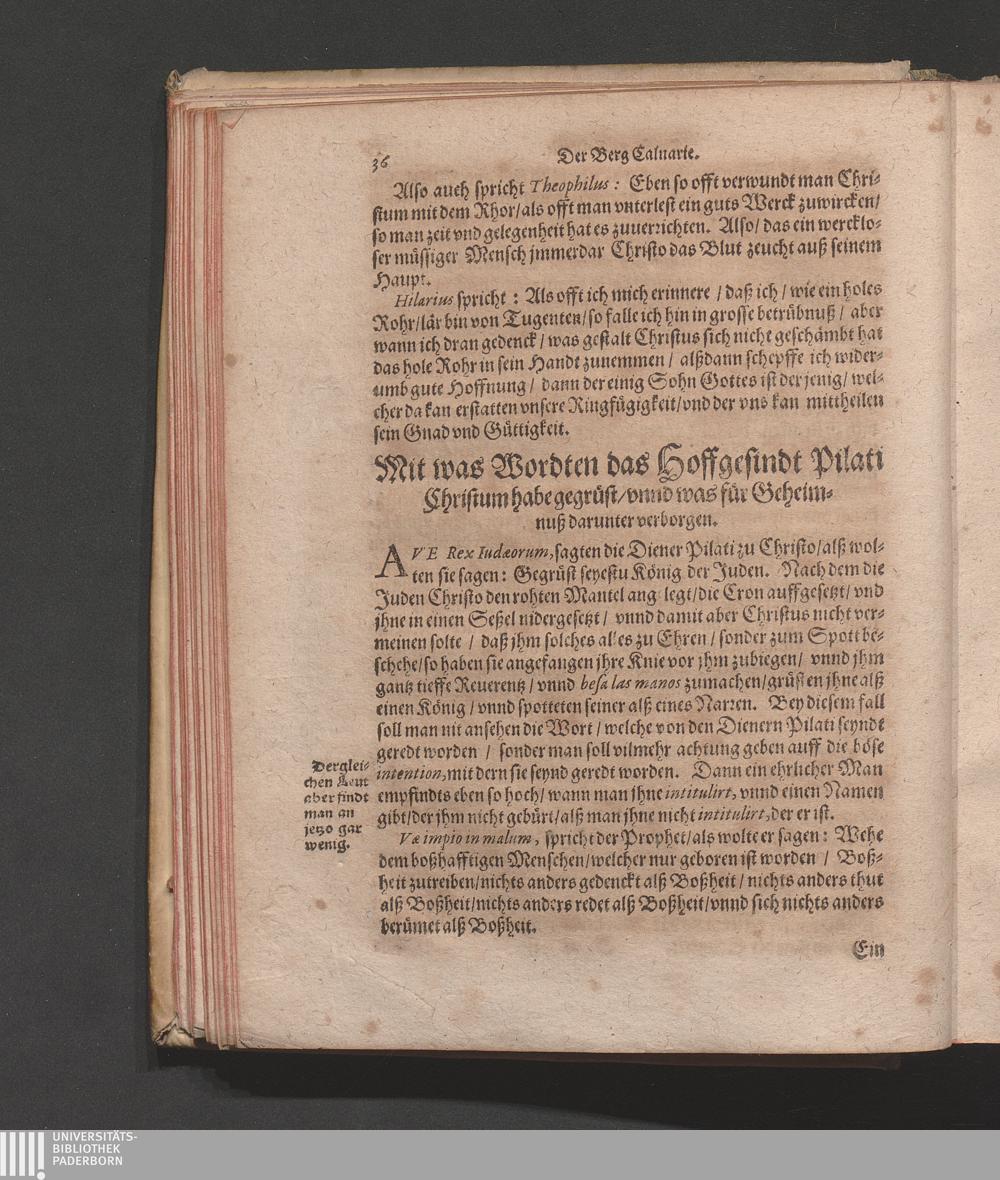 36
Der Berg Caluarie.
Also auch spricht Theophilus: Eben so offt verwundt man Chri-
stum mit dem Rhor/als offt man vnterlest ein guts Werck zuwircken/
so man zeit vnd gelegenheit hat es zuuerrichten. Also/ das ein wercklo-
ser müssiger Mensch jmmerdar Christo das Blut zeucht auß seinem
Haupt.
Hilarius spricht: Als offt ich mich erinnere / daß ich / wie ein holes
Rohr/lär bin von Tugenten/so falle ich hin in grosse betrübnuß / aber
wann ich dran gedenck / was gestalt Christus sich nicht geschämbt hat
das hole Rohr in sein Handt zunemmen / alßdann schepffe ich wider-
umb gute Hoffnung / dann der einig Sohn Gottes ist der jenig/ wel-
cher da kan erstatten vnsere Ringfügigkeit/vnd der vns kan mittheilen
sein Gnad vnd Güttigkeit.
Mit was Wordten das Hoffgesindt Pilati
Christum habe gegrüst/vnnd was für Geheim-
nuß darunter verborgen.
AVE Rex Iudæorum, sagten die Diener Pilati zu Christo/alß wol-
ten sie sagen: Gegrüst seyestu König der Juden. Nach dem die
Juden Christo den rohten Mantel ang legt/die Cron auffgesetzt/ vnd
jhne in einen Seßel nidergesetzt / vnnd damit aber Christus nicht ver-
meinen solte / daß jhm solches alles zu Ehren / sonder zum Spott be-
schehe/so haben sie angefangen jhre Knie vor jhm zubiegen/ vnnd jhm
gantz tieffe Reuerentz/ vnnd besa las manos zumachen/grüsten jhne alß
einen König / vnnd spotteten seiner alß eines Narren. Bey diesem fall
soll man nit ansehen die Wort / welche von den Dienern Pilati seyndt
geredt worden / sonder man soll vilmehr achtung geben auff die böse
intention, mit dern sie seynd geredt worden. Dann ein ehrlicher Man
empfindts eben so hoch/ wann man jhne intitulirt, vnnd einen Namen
gibt/der jhm nicht gebürt/alß man jhne nicht intitulirt, der er ist.
Derglei-
chen Leut
aber findt
man an
jetzo gar
wenig.
Væ impio in malum, spricht der Prophet/als wolte er sagen: Wehe
dem boßhafftigen Menschen/welcher nur geboren ist worden / Boß-
heit zutreiben/nichts anders gedenckt alß Boßheit / nichts anders thut
alß Boßheit/nichts anders redet alß Boßheit/vnnd sich nichts anders
berümet alß Boßheit.
Ein
UNIVERSITÄTS-
BIBLIOTHEK
PADERBORN